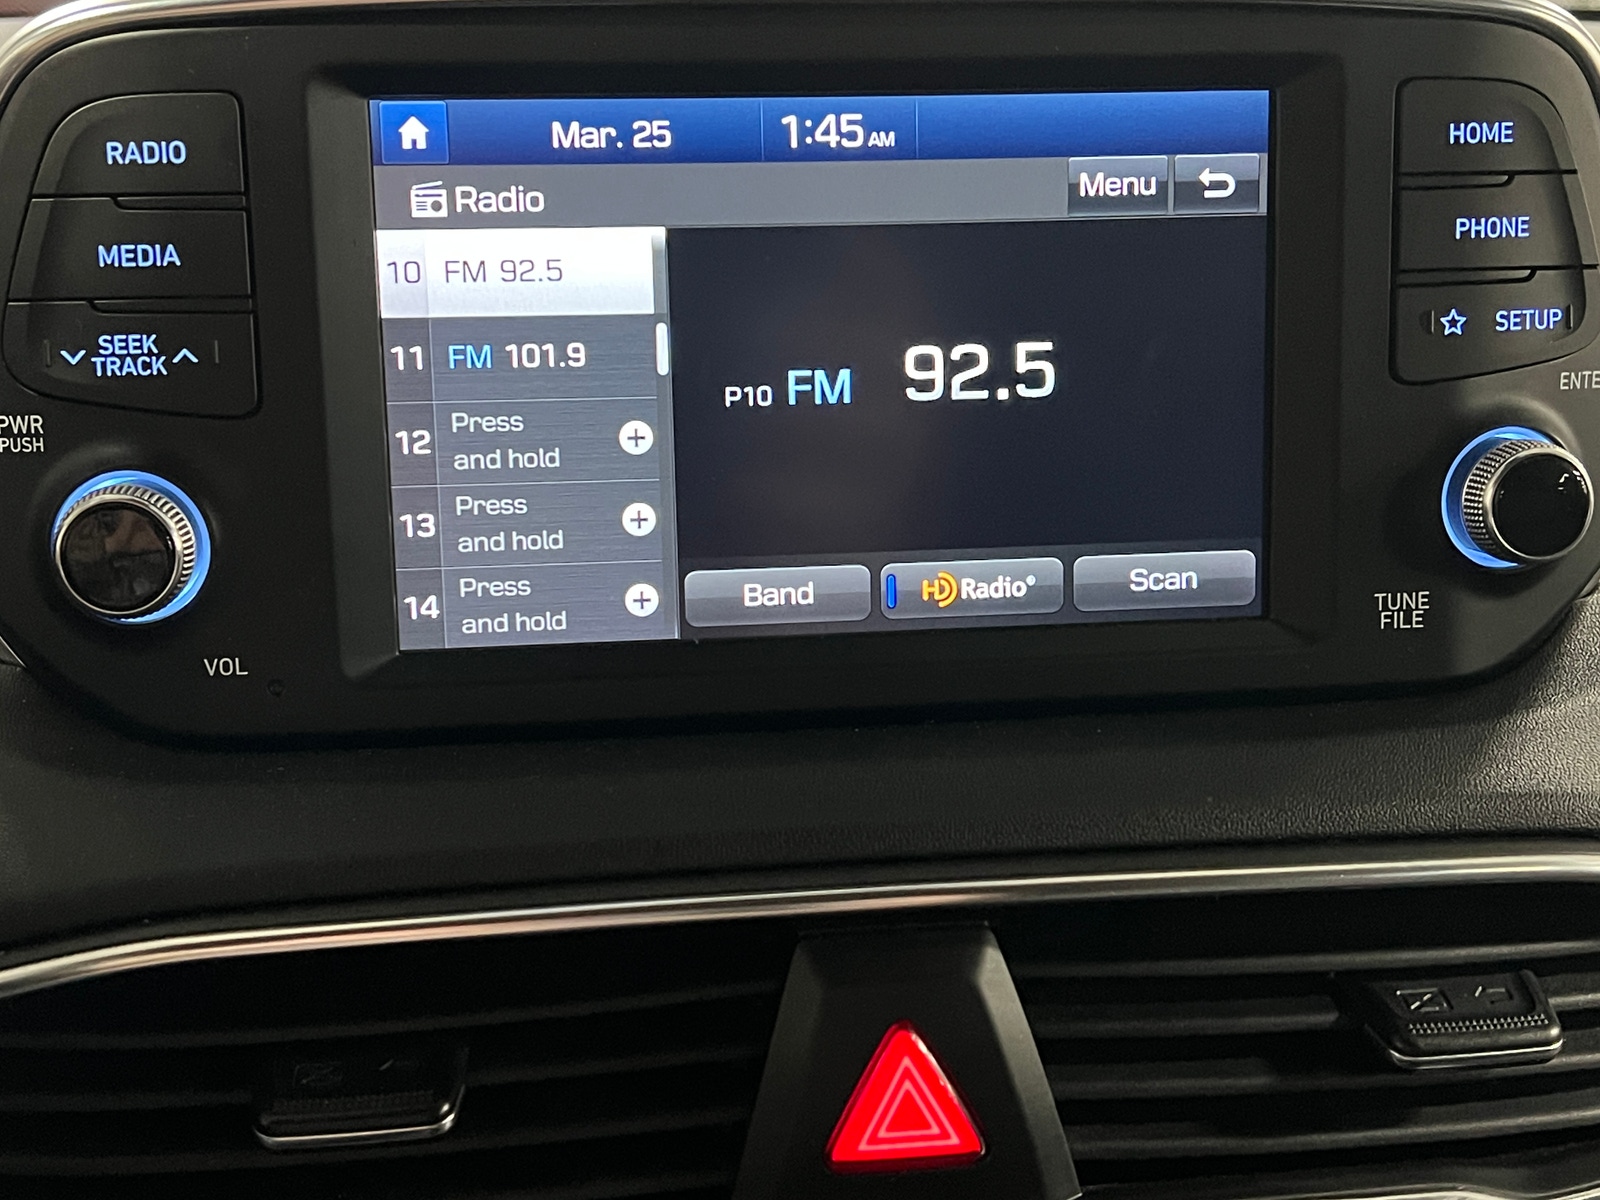 RADIO
MEDIA
SEEK
TRACK
PWR
PUSH
VOL
Mar. 25
1:45 AM
Radio
Menu
10 FM 92.5
11 FM 101.9
12 Press
and hold
13 Press
and hold
14 Press
and hold
P10 FM 92.5
Band
HD Radio®
Scan
HOME
PHONE
SETUP
ENTE
TUNE
FILE